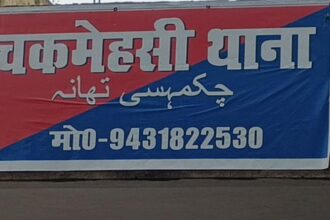 चकमेहसी थाना
چکمہسی تھانہ
मो0-9431822530